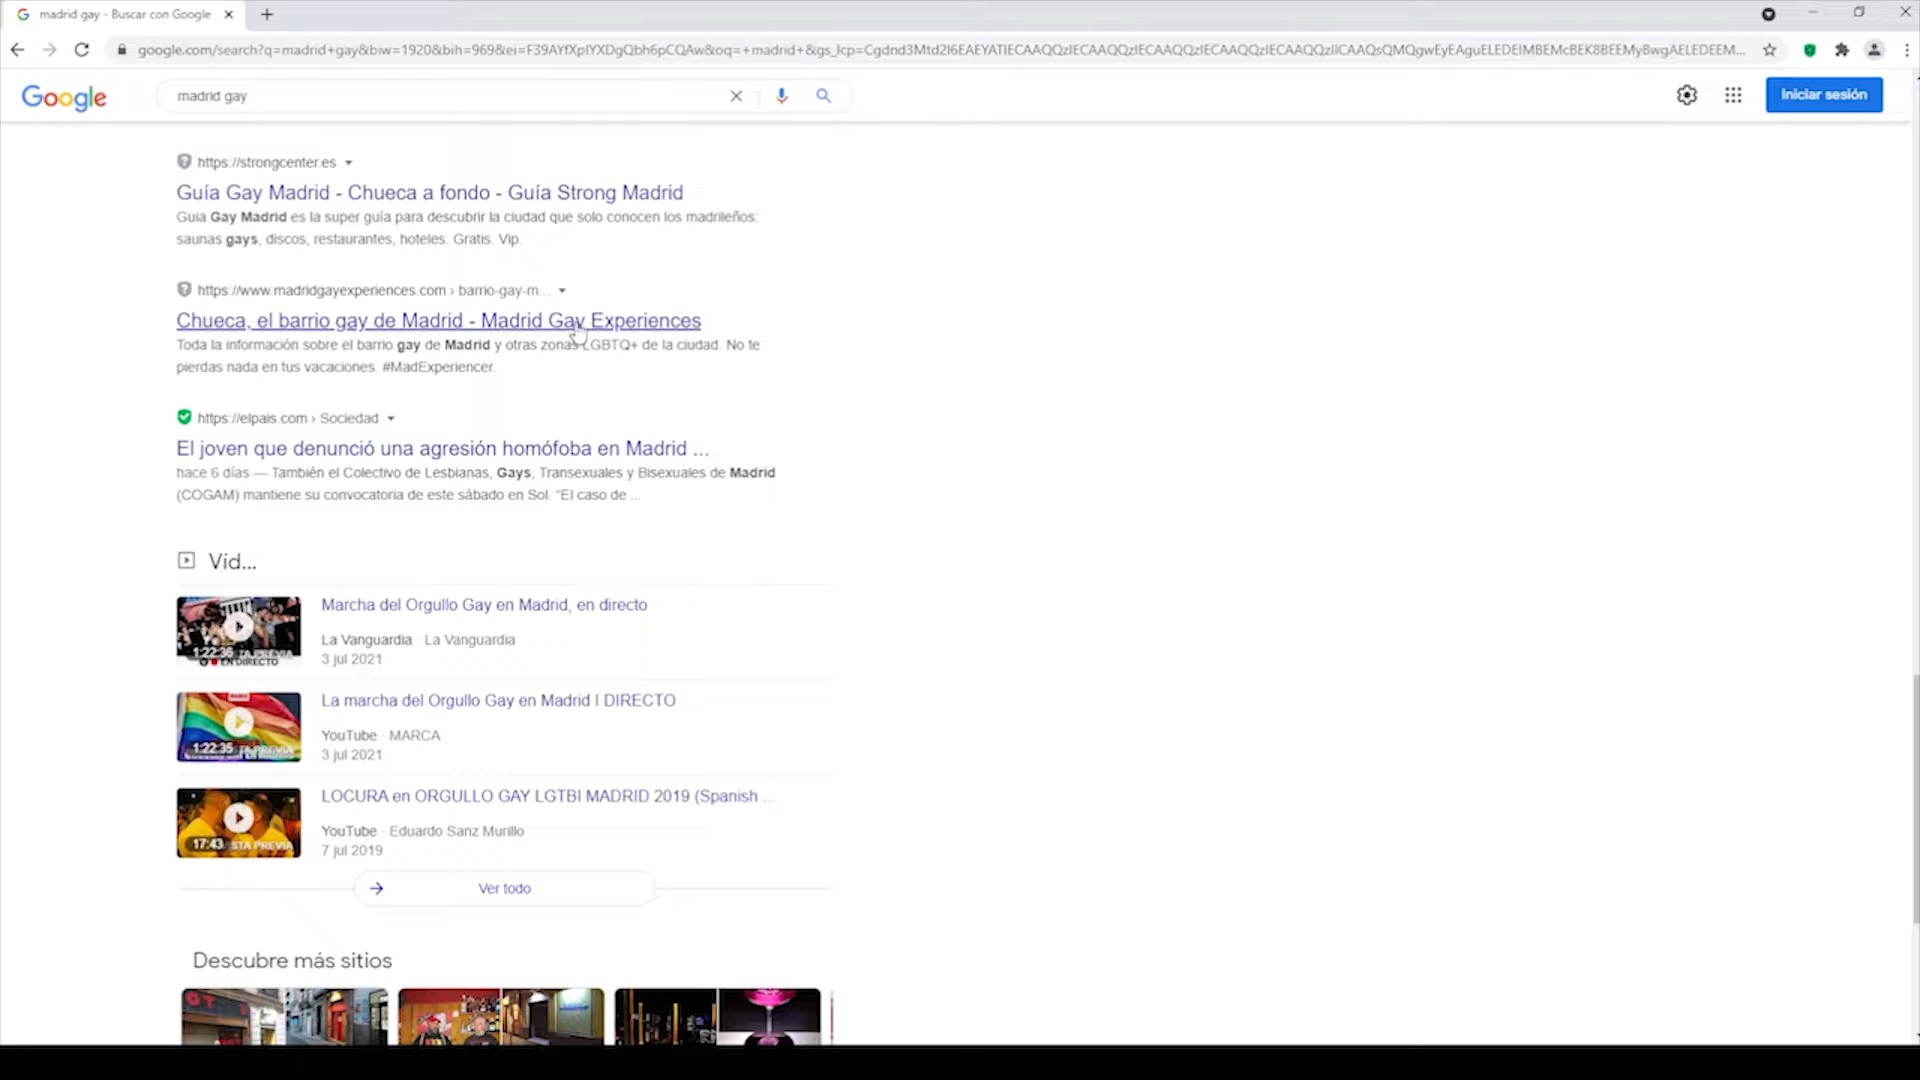 madrid gay - Buscar con Google
google.com/search?q=madrid+gay&biw=1920&bih=969&ei=
Google
madrid gay
Iniciar sesión
https://strongcenter.es
Guía Gay Madrid - Chueca a fondo - Guía Strong Madrid
Guia Gay Madrid es la super guía para descubrir la ciudad que solo conocen los madrileños:
saunas gays, discos, restaurantes, hoteles. Gratis. Vip.
https://www.madridgayexperiences.com › barrio-gay-m...
Chueca, el barrio gay de Madrid - Madrid Gay Experiences
Toda la información sobre el barrio gay de Madrid y otras zonas LGBTQ+ de la ciudad. No te
pierdas nada en tus vacaciones. #MadExperiencer.
https://elpais.com › Sociedad
El joven que denunció una agresión homófoba en Madrid ...
hace 6 días — También el Colectivo de Lesbianas, Gays, Transexuales y Bisexuales de Madrid
(COGAM) mantiene su convocatoria de este sábado en Sol. "El caso de ...
Víd...
Marcha del Orgullo Gay en Madrid, en directo
La Vanguardia · La Vanguardia
3 jul 2021
1:22:36
EN DIRECTO
La marcha del Orgullo Gay en Madrid I DIRECTO
YouTube · MARCA
3 jul 2021
1:22:35
LOCURA en ORGULLO GAY LGTBI MADRID 2019 (Spanish ...
YouTube · Eduardo Sanz Murillo
7 jul 2019
17:43
Ver todo
Descubre más sitios